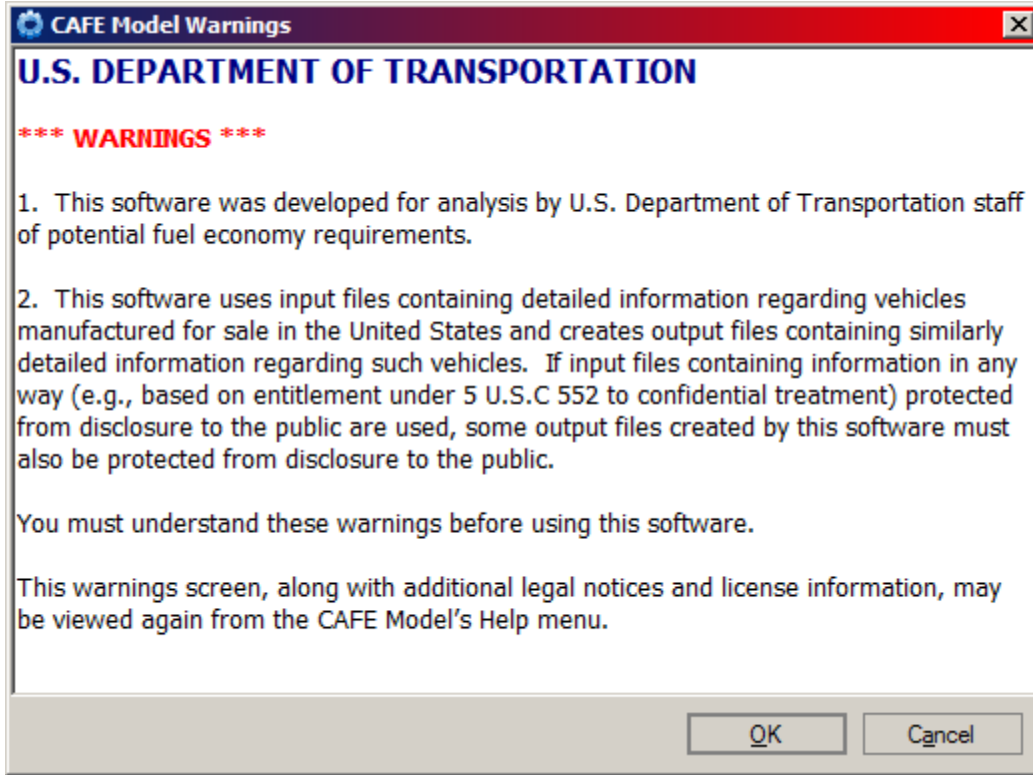 CAFE Model Warnings
U.S. DEPARTMENT OF TRANSPORTATION
*** WARNINGS ***
1.  This software was developed for analysis by U.S. Department of Transportation staff
of potential fuel economy requirements.
2.  This software uses input files containing detailed information regarding vehicles
manufactured for sale in the United States and creates output files containing similarly
detailed information regarding such vehicles.  If input files containing information in any
way (e.g., based on entitlement under 5 U.S.C 552 to confidential treatment) protected
from disclosure to the public are used, some output files created by this software must
also be protected from disclosure to the public.
You must understand these warnings before using this software.
This warnings screen, along with additional legal notices and license information, may
be viewed again from the CAFE Model's Help menu.
OK
Cancel